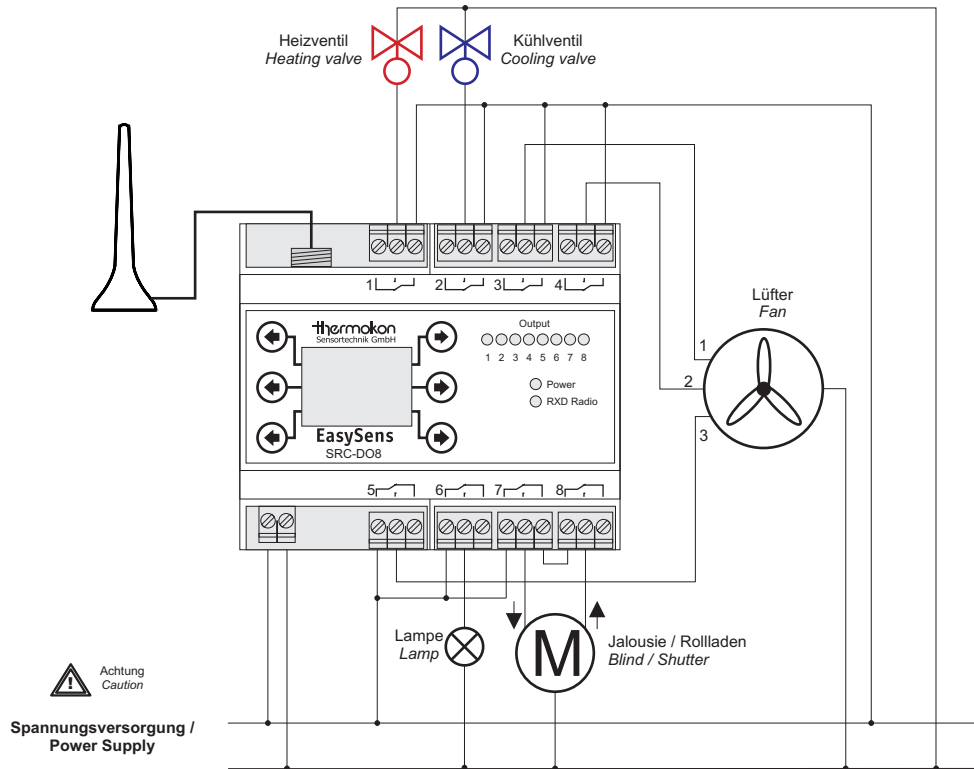 Heizventil
Heating valve
Kühlventil
Cooling valve
1 2 3 4
thermokon
Sensortechnik GmbH
Output
1 2 3 4 5 6 7 8
Power
RXD Radio
EasySens
SRC-DO8
Lüfter
Fan
1
2
3
5 6 7 8
Lampe
Lamp
M
Jalousie / Rollladen
Blind / Shutter
!
Achtung
Caution
Spannungsversorgung /
Power Supply